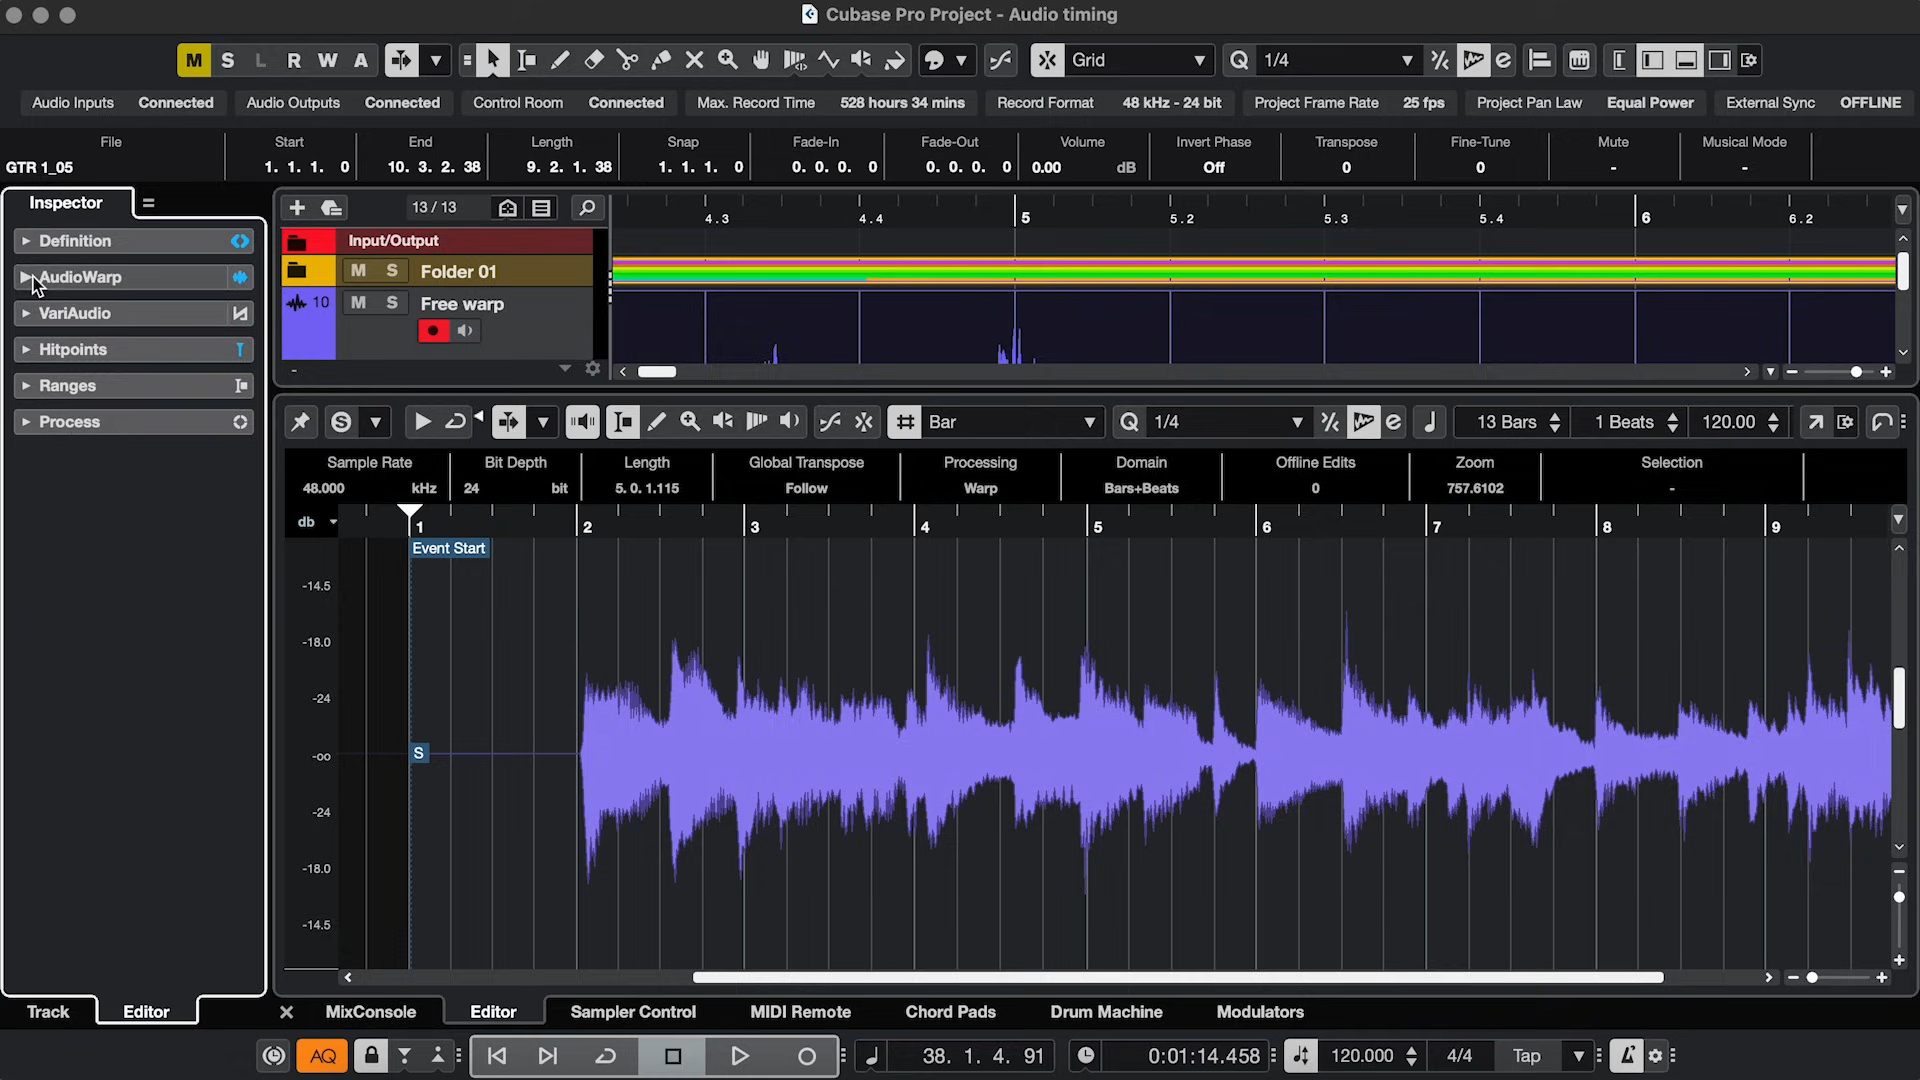 Cubase Pro Project - Audio timing
M S L R W A Grid Q 1/4 e
Audio Inputs Connected Audio Outputs Connected Control Room Connected Max. Record Time 528 hours 34 mins Record Format 48 kHz - 24 bit Project Frame Rate 25 fps Project Pan Law Equal Power External Sync OFFLINE
File Start End Length Snap Fade-In Fade-Out Volume Invert Phase Transpose Fine-Tune Mute Musical Mode
GTR 1_05 1. 1. 1. 0 10. 3. 2. 38 9. 2. 1. 38 1. 1. 1. 0 0. 0. 0. 0 0. 0. 0. 0 0.00 dB Off 0 0 - -
Inspector
Definition
AudioWarp
VariAudio
Hitpoints
Ranges
Process
13 / 13
4.3 4.4 5 5.2 5.3 5.4 6 6.2
Input/Output
M S Folder 01
10 M S Free warp
-
S Bar Q 1/4 e 13 Bars 1 Beats 120.00
Sample Rate Bit Depth Length Global Transpose Processing Domain Offline Edits Zoom Selection
48.000 kHz 24 bit 5. 0. 1.115 Follow Warp Bars+Beats 0 757.6102 -
db 1 2 3 4 5 6 7 8 9
Event Start
-14.5
-18.0
-24
S
-oo
-24
-18.0
-14.5
Track Editor MixConsole Editor Sampler Control MIDI Remote Chord Pads Drum Machine Modulators
AQ 38. 1. 4. 91 0:01:14.458 120.000 4/4 Tap